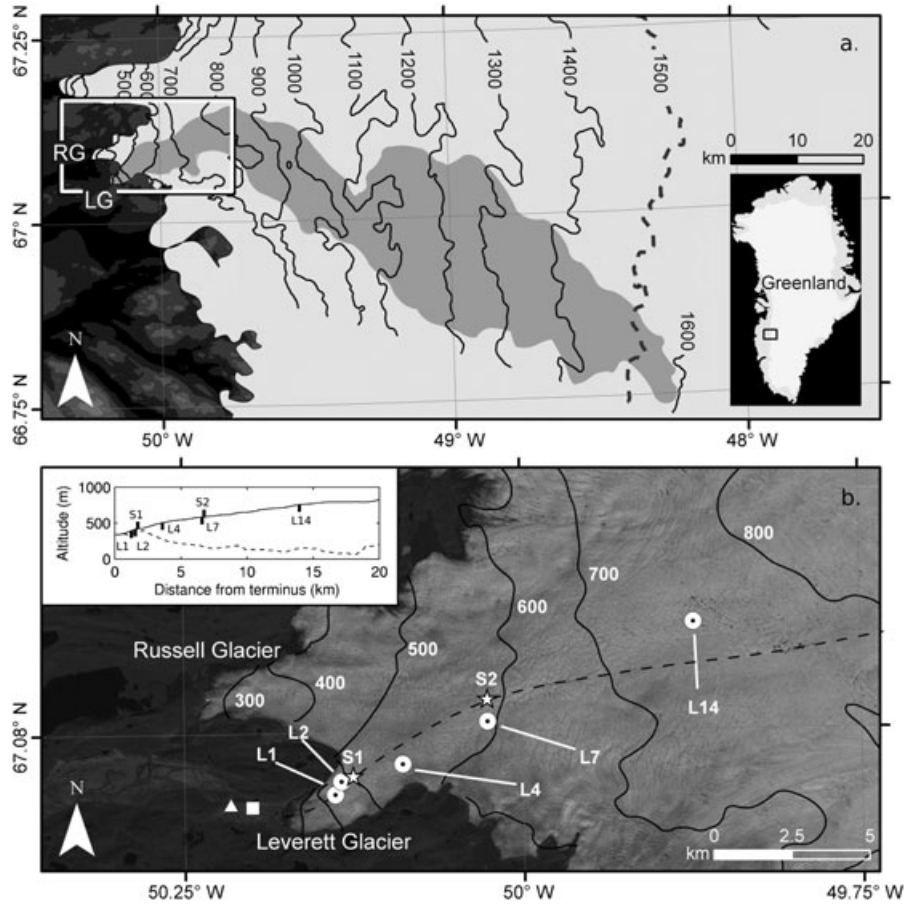 a.
67.25° N
67° N
66.75° N
500
600
700
800
900
1000
1100
1200
1300
1400
1500
1600
RG
LG
0 10 20
km
Greenland
N
50° W
49° W
48° W
b.
1000
500
0
Altitude (m)
S1
S2
L1
L2
L4
L7
L14
0 5 10 15 20
Distance from terminus (km)
800
700
600
500
400
300
Russell Glacier
S2
L14
L7
L2
S1
L1
L4
67.08° N
N
Leverett Glacier
0 2.5 5
km
50.25° W
50° W
49.75° W